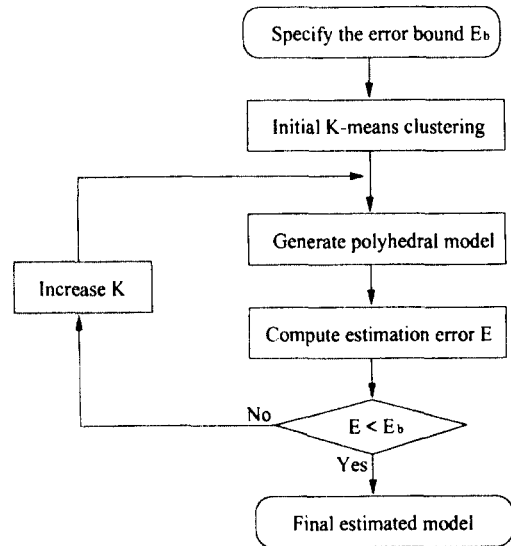 Specify the error bound Eb
Initial K-means clustering
Generate polyhedral model
Increase K
Compute estimation error E
No
E < Eb
Yes
Final estimated model